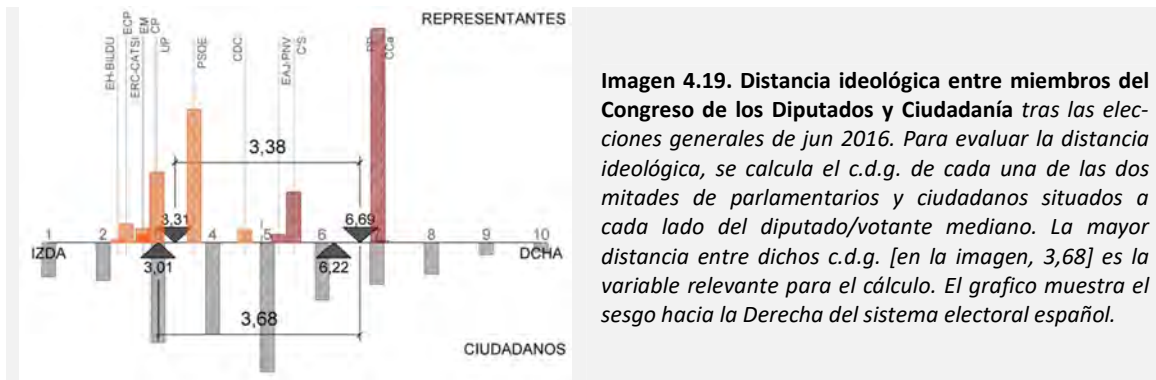 REPRESENTANTES
EH-BILDU
ECP
ERC-CATSI
EM
CP
UP
PSOE
CDC
EAJ-PNV
C'S
CCa
3,38
3,31
6,69
1 2 3 4 5 6 7 8 9 10
IZDA
DCHA
3,01
6,22
3,68
CIUDADANOS
Imagen 4.19. Distancia ideológica entre miembros del
Congreso de los Diputados y Ciudadanía tras las elec-
ciones generales de jun 2016. Para evaluar la distancia
ideológica, se calcula el c.d.g. de cada una de las dos
mitades de parlamentarios y ciudadanos situados a
cada lado del diputado/votante mediano. La mayor
distancia entre dichos c.d.g. [en la imagen, 3,68] es la
variable relevante para el cálculo. El grafico muestra el
sesgo hacia la Derecha del sistema electoral español.